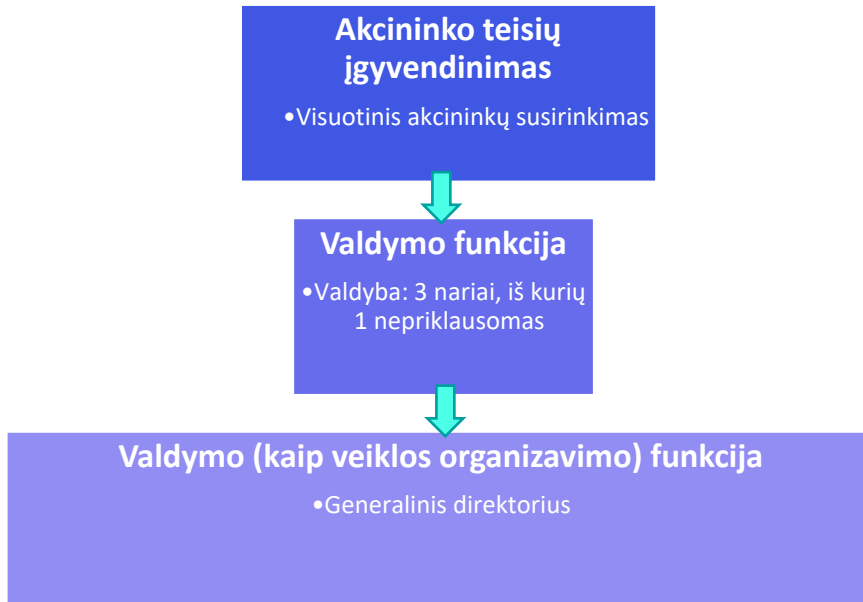 Akcininko teisių
įgyvendinimas
•Visuotinis akcininkų susirinkimas
Valdymo funkcija
•Valdyba: 3 nariai, iš kurių
1 nepriklausomas
Valdymo (kaip veiklos organizavimo) funkcija
•Generalinis direktorius